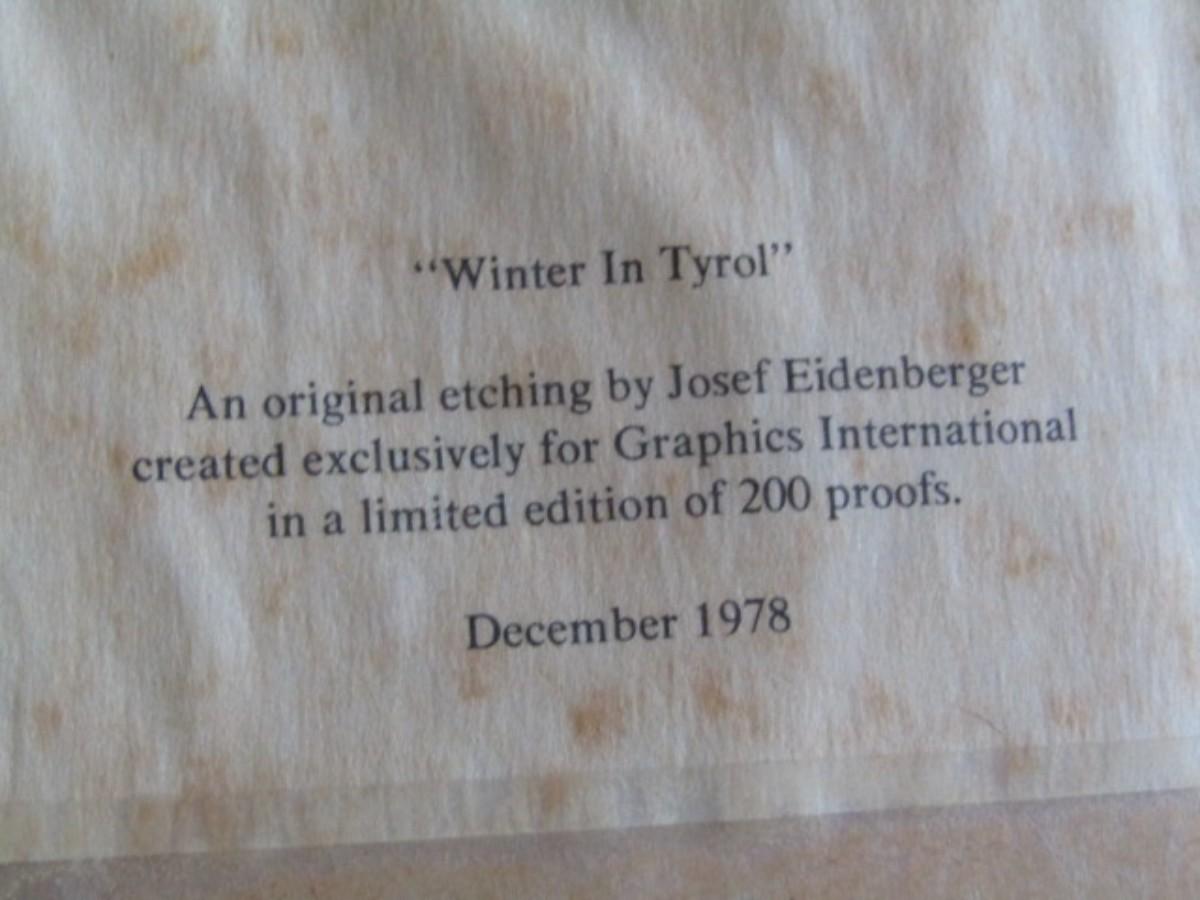 “Winter In Tyrol”
An original etching by Josef Eidenberger
created exclusively for Graphics International
in a limited edition of 200 proofs.
December 1978